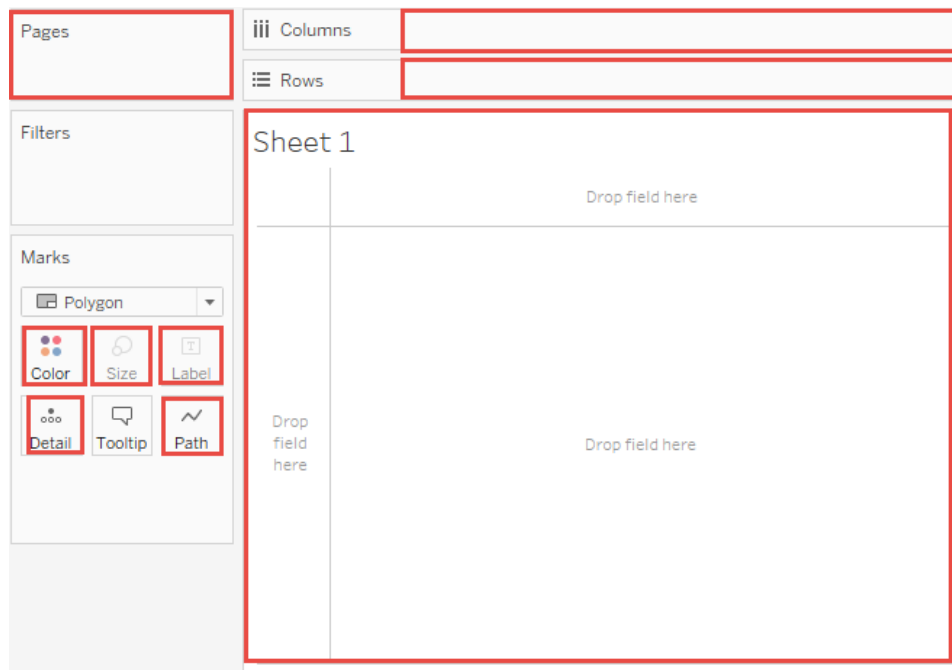 Pages
Columns
Rows
Filters
Sheet 1
Drop field here
Marks
Polygon
Color Size Label
Detail Tooltip Path
Drop
field
here
Drop field here